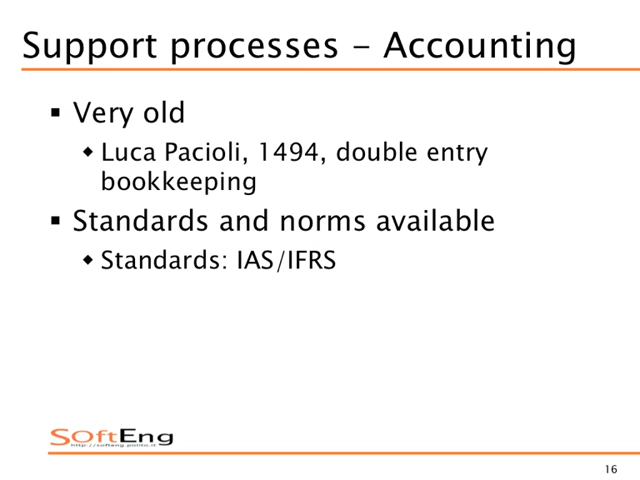 Support processes – Accounting
▪ Very old
◆ Luca Pacioli, 1494, double entry
bookkeeping
▪ Standards and norms available
◆ Standards: IAS/IFRS
SOftEng
http://softeng.polito.it
16